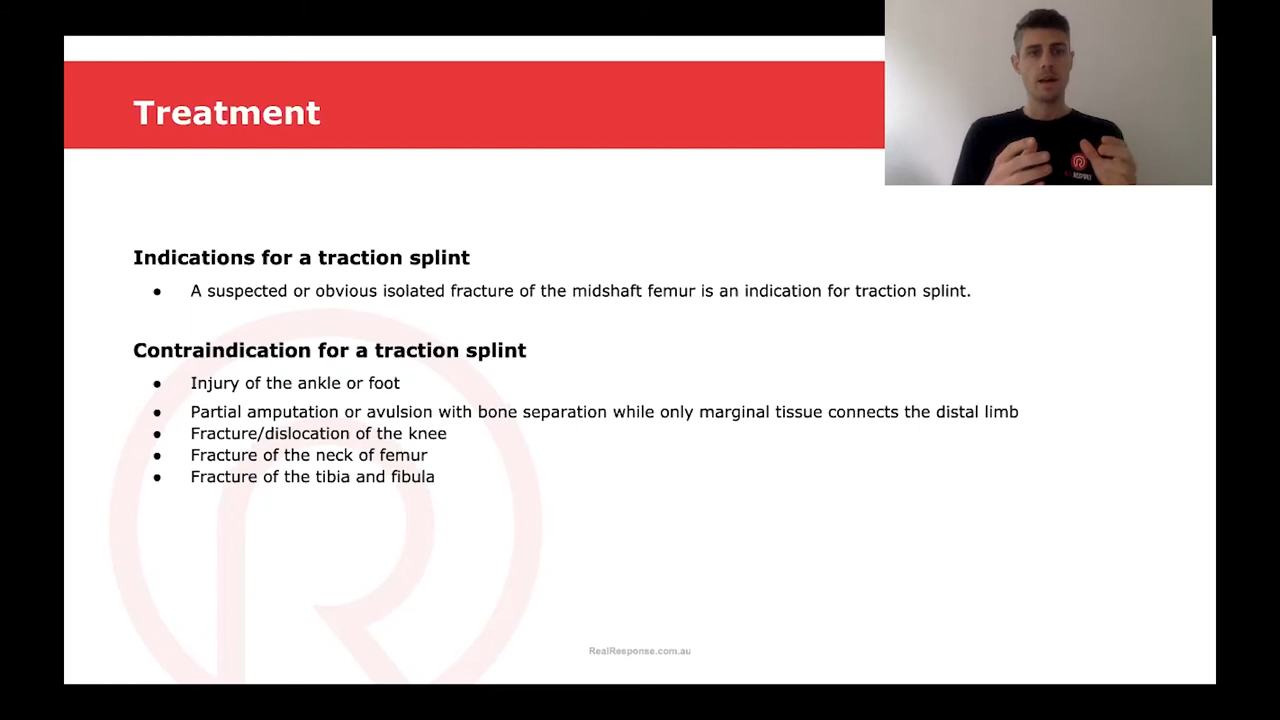 Treatment
Indications for a traction splint
● A suspected or obvious isolated fracture of the midshaft femur is an indication for traction splint.
Contraindication for a traction splint
● Injury of the ankle or foot
● Partial amputation or avulsion with bone separation while only marginal tissue connects the distal limb
● Fracture/dislocation of the knee
● Fracture of the neck of femur
● Fracture of the tibia and fibula
RealResponse.com.au